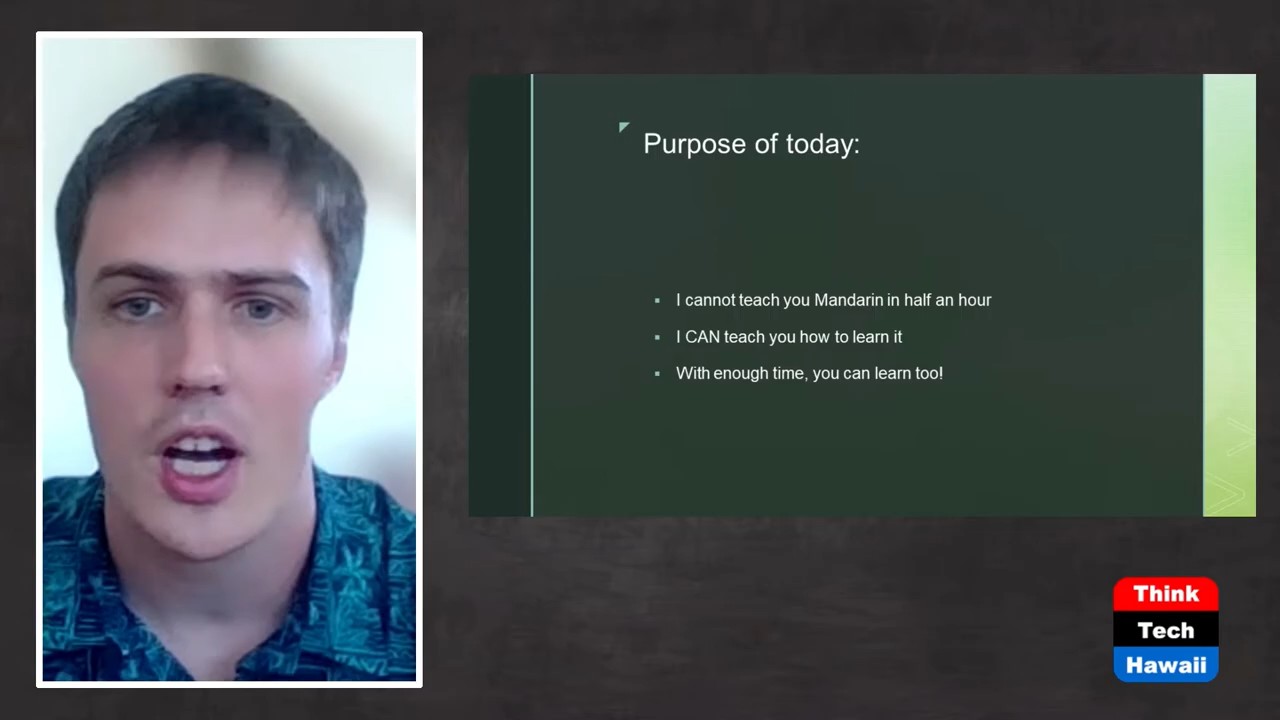 Purpose of today:
I cannot teach you Mandarin in half an hour
I CAN teach you how to learn it
With enough time, you can learn too!
Think
Tech
Hawaii